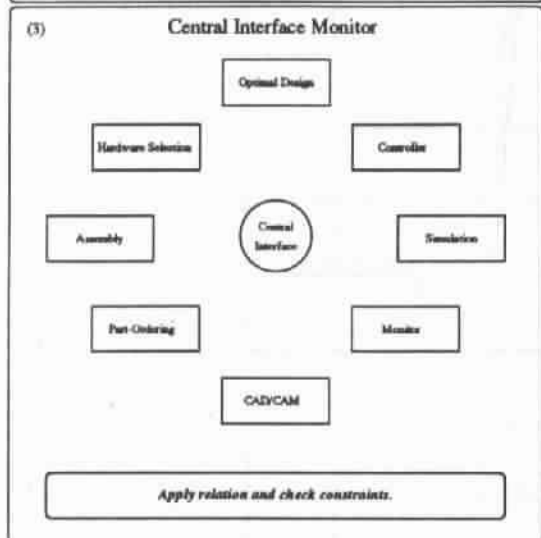 (3) Central Interface Monitor
Optimal Design
Hardware Selection Controller
Central
Interface
Assembly Simulation
Part-Ordering Monitor
CAD/CAM
Apply relation and check constraints.